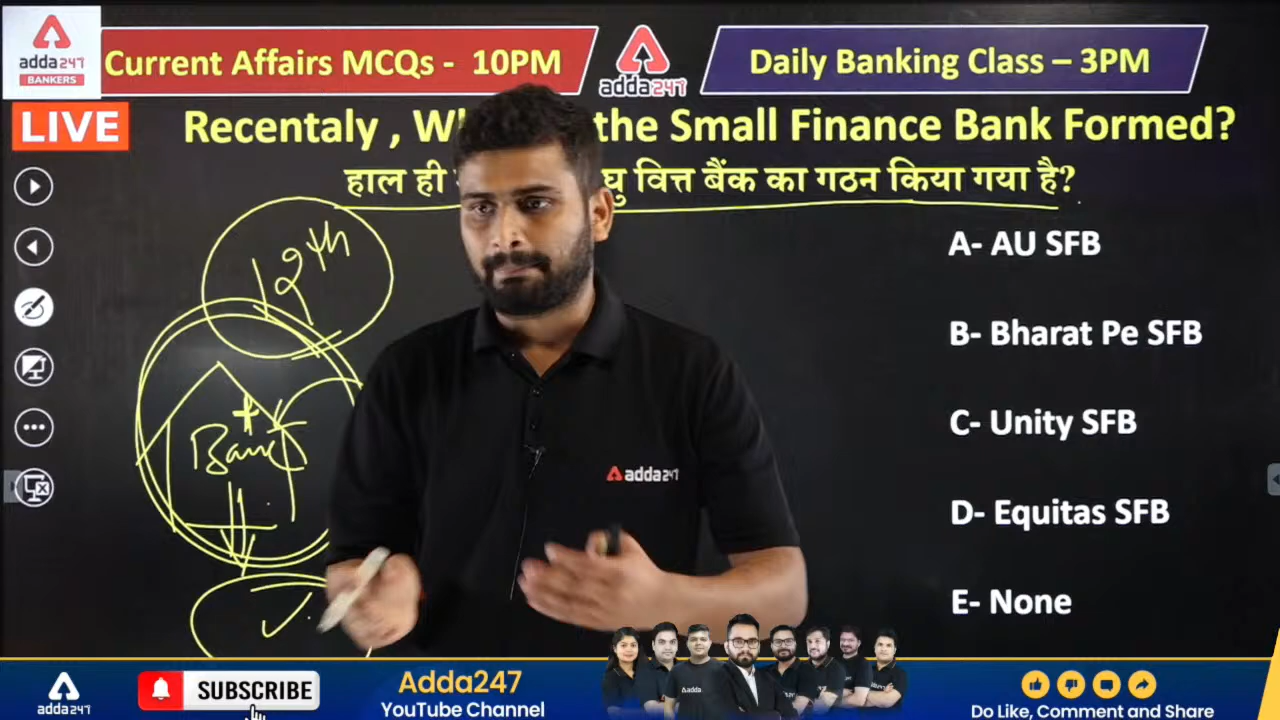 adda247
BANKERS
Current Affairs MCQs - 10PM
adda247
Daily Banking Class – 3PM
LIVE
Recentaly , the Small Finance Bank Formed?
हाल ही वित्त बैंक का गठन किया गया है?
12th
Bank
A- AU SFB
B- Bharat Pe SFB
C- Unity SFB
D- Equitas SFB
E- None
adda247
adda247
SUBSCRIBE
Adda247
YouTube Channel
Do Like, Comment and Share